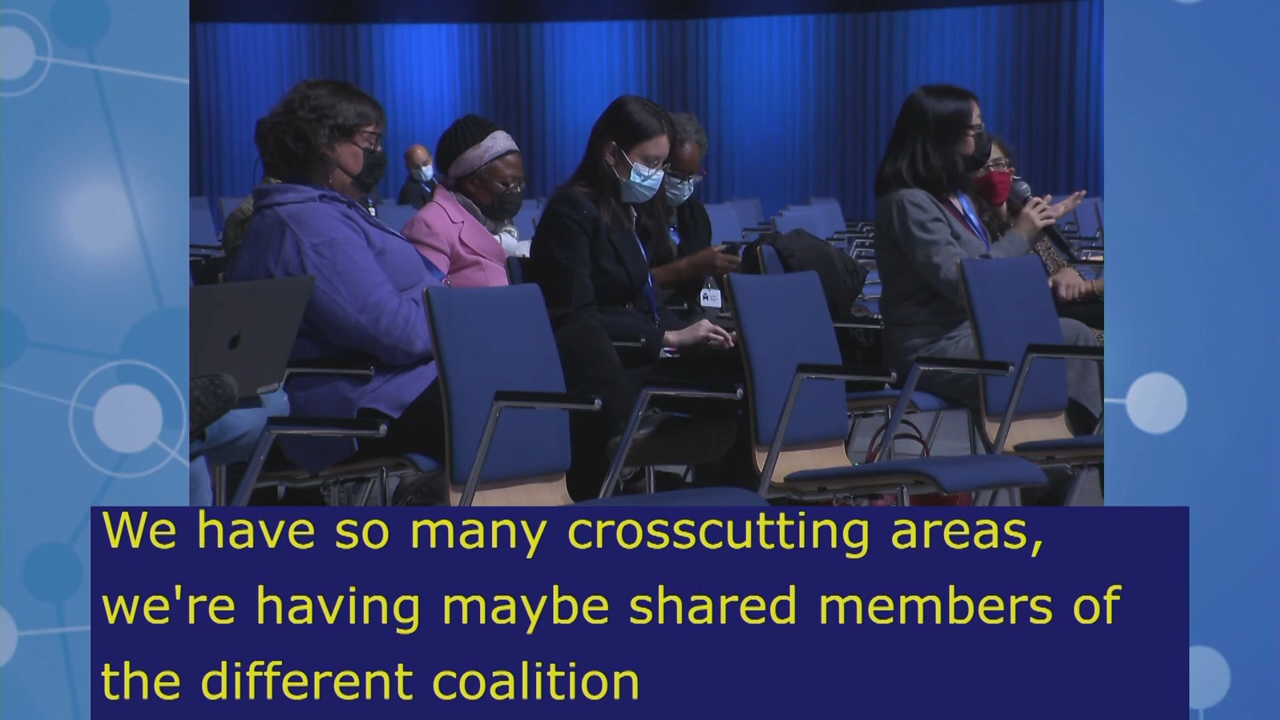 We have so many crosscutting areas,
we're having maybe shared members of
the different coalition